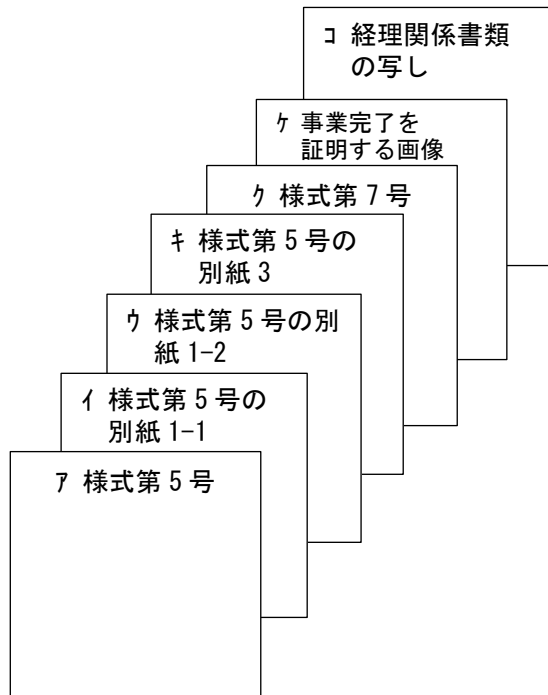 ｺ 経理関係書類
の写し
ｹ 事業完了を
証明する画像
ｸ 様式第７号
ｷ 様式第５号の
別紙３
ｳ 様式第５号の別
紙 1−2
ｲ 様式第５号の
別紙 1−1
ｱ 様式第５号